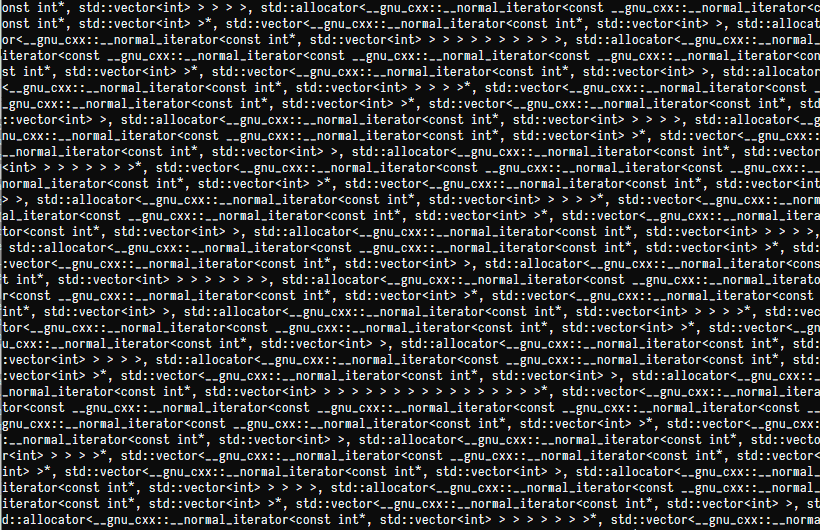 onst int*, std::vector<int> > > > >, std::allocator<__gnu_cxx::__normal_iterator<const __gnu_cxx::__normal_iterator<c
onst int*, std::vector<int> >*, std::vector<__gnu_cxx::__normal_iterator<const int*, std::vector<int> >, std::allocat
or<__gnu_cxx::__normal_iterator<const int*, std::vector<int> > > > > > > > > > >, std::allocator<__gnu_cxx::__normal_
iterator<const __gnu_cxx::__normal_iterator<const __gnu_cxx::__normal_iterator<const __gnu_cxx::__normal_iterator<con
st int*, std::vector<int> >*, std::vector<__gnu_cxx::__normal_iterator<const int*, std::vector<int> >, std::allocator
<__gnu_cxx::__normal_iterator<const int*, std::vector<int> > > > >*, std::vector<__gnu_cxx::__normal_iterator<const _
_gnu_cxx::__normal_iterator<const int*, std::vector<int> >*, std::vector<__gnu_cxx::__normal_iterator<const int*, std
::vector<int> >, std::allocator<__gnu_cxx::__normal_iterator<const int*, std::vector<int> > > > >, std::allocator<__g
nu_cxx::__normal_iterator<const __gnu_cxx::__normal_iterator<const int*, std::vector<int> >*, std::vector<__gnu_cxx::
__normal_iterator<const int*, std::vector<int> >, std::allocator<__gnu_cxx::__normal_iterator<const int*, std::vector
<int> > > > > > >*, std::vector<__gnu_cxx::__normal_iterator<const __gnu_cxx::__normal_iterator<const __gnu_cxx::__
normal_iterator<const int*, std::vector<int> >*, std::vector<__gnu_cxx::__normal_iterator<const int*, std::vector<int
> >, std::allocator<__gnu_cxx::__normal_iterator<const int*, std::vector<int> > > > >*, std::vector<__gnu_cxx::__norm
al_iterator<const __gnu_cxx::__normal_iterator<const int*, std::vector<int> >*, std::vector<__gnu_cxx::__normal_itera
tor<const int*, std::vector<int> >, std::allocator<__gnu_cxx::__normal_iterator<const int*, std::vector<int> > > > >,
 std::allocator<__gnu_cxx::__normal_iterator<const __gnu_cxx::__normal_iterator<const int*, std::vector<int> >*, std:
:vector<__gnu_cxx::__normal_iterator<const int*, std::vector<int> >, std::allocator<__gnu_cxx::__normal_iterator<cons
t int*, std::vector<int> > > > > > > >, std::allocator<__gnu_cxx::__normal_iterator<const __gnu_cxx::__normal_iterato
r<const __gnu_cxx::__normal_iterator<const int*, std::vector<int> >*, std::vector<__gnu_cxx::__normal_iterator<const
int*, std::vector<int> >, std::allocator<__gnu_cxx::__normal_iterator<const int*, std::vector<int> > > > >*, std::vec
tor<__gnu_cxx::__normal_iterator<const __gnu_cxx::__normal_iterator<const int*, std::vector<int> >*, std::vector<__gn
u_cxx::__normal_iterator<const int*, std::vector<int> >, std::allocator<__gnu_cxx::__normal_iterator<const int*, std:
:vector<int> > > > >, std::allocator<__gnu_cxx::__normal_iterator<const __gnu_cxx::__normal_iterator<const int*, std:
:vector<int> >*, std::vector<__gnu_cxx::__normal_iterator<const int*, std::vector<int> >, std::allocator<__gnu_cxx::_
_normal_iterator<const int*, std::vector<int> > > > > > > > > > > > > > >*, std::vector<__gnu_cxx::__normal_itera
tor<const __gnu_cxx::__normal_iterator<const __gnu_cxx::__normal_iterator<const __gnu_cxx::__normal_iterator<const __
gnu_cxx::__normal_iterator<const int*, std::vector<int> >*, std::vector<__gnu_cxx::__normal_iterator<const int*, std:
:__normal_iterator<const int*, std::vector<int> >, std::allocator<__gnu_cxx::__normal_iterator<const int*, std::vecto
r<int> > > > >*, std::vector<__gnu_cxx::__normal_iterator<const __gnu_cxx::__normal_iterator<const int*, std::vector<
int> >*, std::vector<__gnu_cxx::__normal_iterator<const int*, std::vector<int> >, std::allocator<__gnu_cxx::__normal_
iterator<const int*, std::vector<int> > > > >, std::allocator<__gnu_cxx::__normal_iterator<const __gnu_cxx::__normal_
iterator<const int*, std::vector<int> >*, std::vector<__gnu_cxx::__normal_iterator<const int*, std::vector<int> >, st
d::allocator<__gnu_cxx::__normal_iterator<const int*, std::vector<int> > > > > > >*, std::vector<__gnu_cxx::__normal_